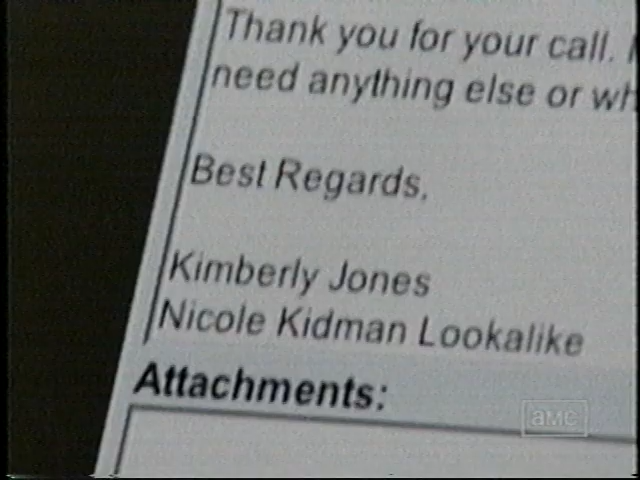 Thank you for your call.
need anything else or
Best Regards,
Kimberly Jones
Nicole Kidman Lookalike
Attachments:
amc